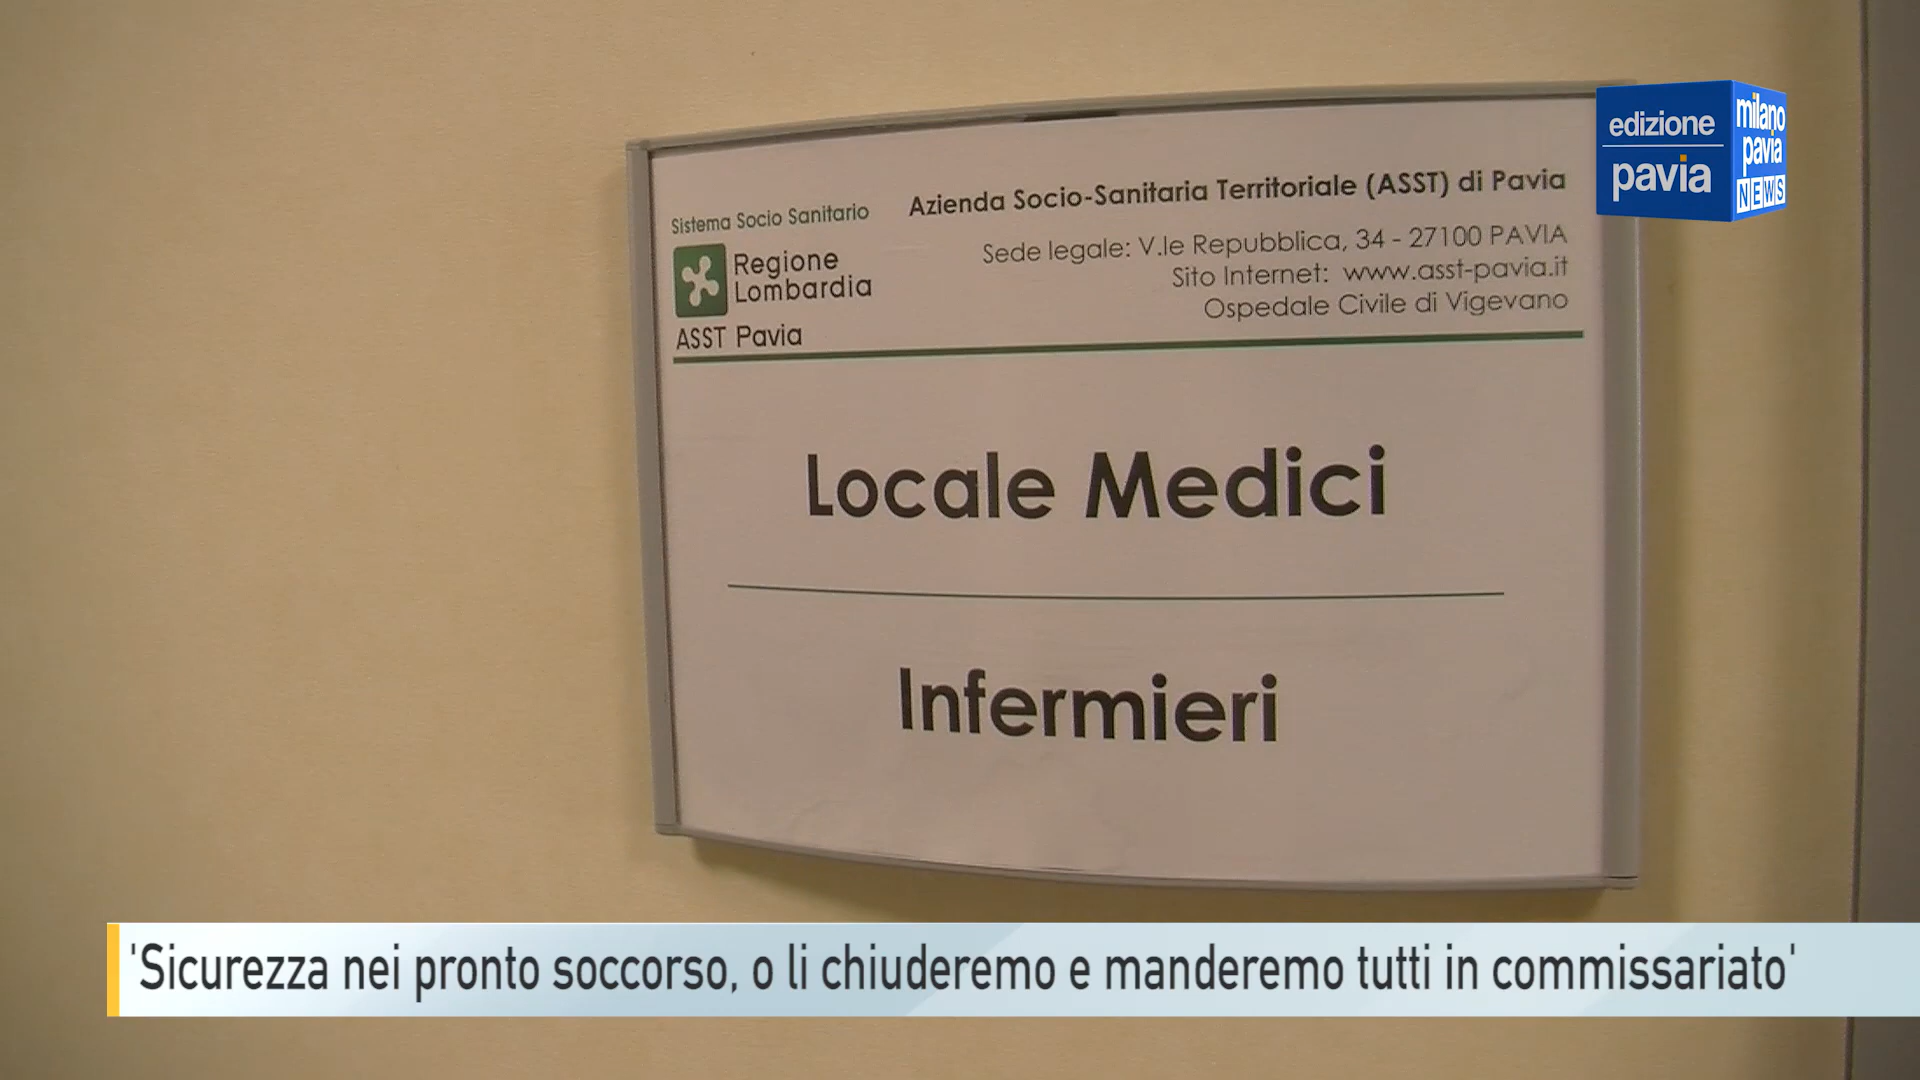 edizione
pavia
milano
pavia
NEWS
Sistema Socio Sanitario
Regione
Lombardia
ASST Pavia
Azienda Socio-Sanitaria Territoriale (ASST) di Pavia
Sede legale: V.le Repubblica, 34 - 27100 PAVIA
Sito Internet: www.asst-pavia.it
Ospedale Civile di Vigevano
Locale Medici
Infermieri
'Sicurezza nei pronto soccorso, o li chiuderemo e manderemo tutti in commissariato'